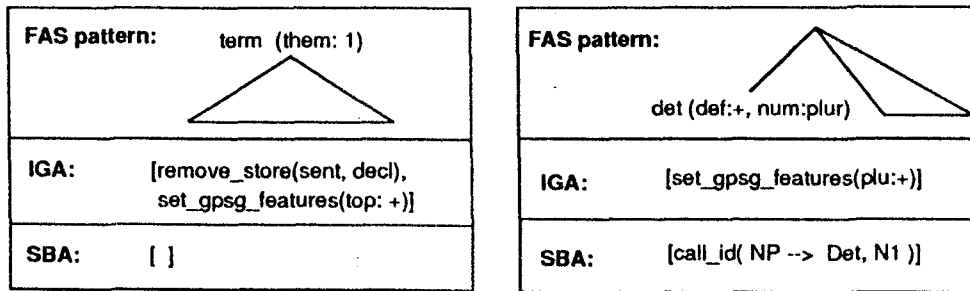 FAS pattern: term (them: 1)
IGA: [remove_store(sent, decl),
set_gpsg_features(top: +)]
SBA: [ ]
FAS pattern:
det (def:+, num:plur)
IGA: [set_gpsg_features(plu:+)]
SBA: [call_id( NP --> Det, N1 )]